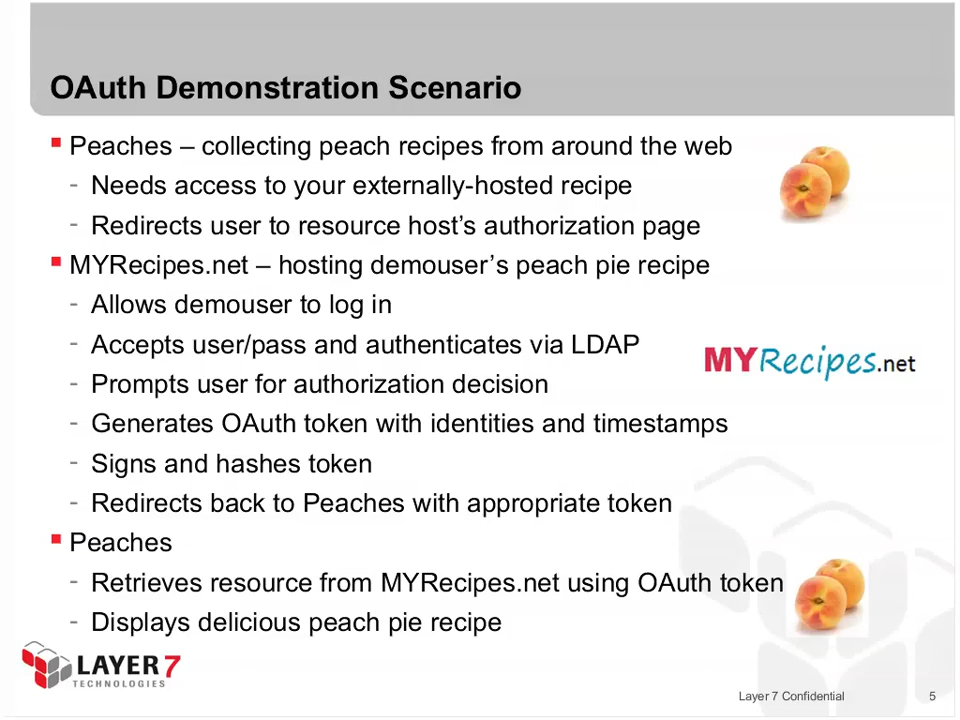 OAuth Demonstration Scenario
Peaches – collecting peach recipes from around the web
- Needs access to your externally-hosted recipe
- Redirects user to resource host’s authorization page
MYRecipes.net – hosting demouser’s peach pie recipe
- Allows demouser to log in
- Accepts user/pass and authenticates via LDAP
MYRecipes.net
- Prompts user for authorization decision
- Generates OAuth token with identities and timestamps
- Signs and hashes token
- Redirects back to Peaches with appropriate token
Peaches
- Retrieves resource from MYRecipes.net using OAuth token
- Displays delicious peach pie recipe
LAYER 7
TECHNOLOGIES
Layer 7 Confidential 5